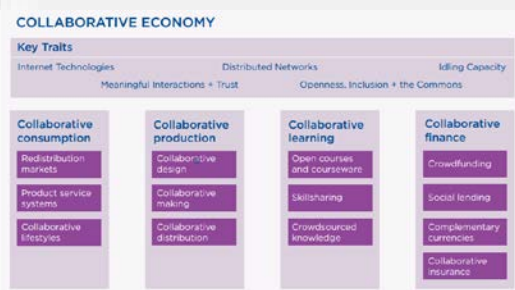 COLLABORATIVE ECONOMY
Key Traits
Internet Technologies Distributed Networks Idling Capacity
Meaningful Interactions + Trust Openness, Inclusion + the Commons
Collaborative
consumption
Redistribution
markets
Product service
systems
Collaborative
lifestyles
Collaborative
production
Collaborative
design
Collaborative
making
Collaborative
distribution
Collaborative
learning
Open courses
and courseware
Skillsharing
Crowdsourced
knowledge
Collaborative
finance
Crowdfunding
Social lending
Complementary
currencies
Collaborative
insurance